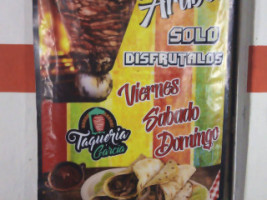 SOLO
DISFRUTALOS
Viernes
Sabado
Domingo
Taqueria
Garcia